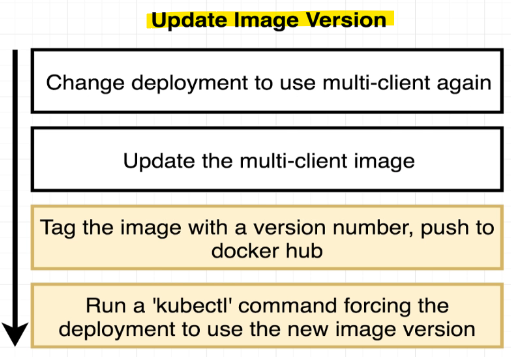 Update Image Version
Change deployment to use multi-client again
Update the multi-client image
Tag the image with a version number, push to
docker hub
Run a 'kubectl' command forcing the
deployment to use the new image version